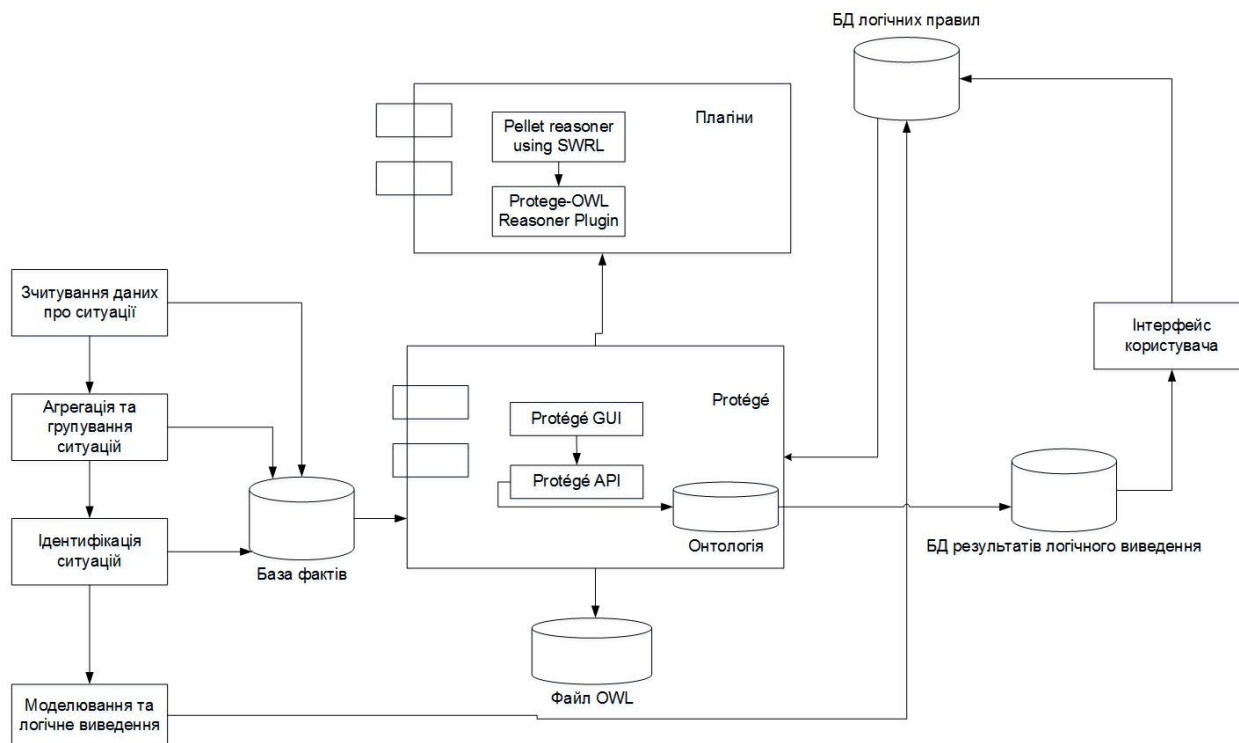 БД логічних правил
Плагіни
Pellet reasoner
using SWRL
Protege-OWL
Reasoner Plugin
Зчитування даних
про ситуації
Інтерфейс
користувача
Агрегація та
групування
ситуацій
Protégé
Protégé GUI
Protégé API
Ідентифікація
ситуацій
База фактів
Онтологія
БД результатів логічного виведення
Файл OWL
Моделювання та
логічне виведення